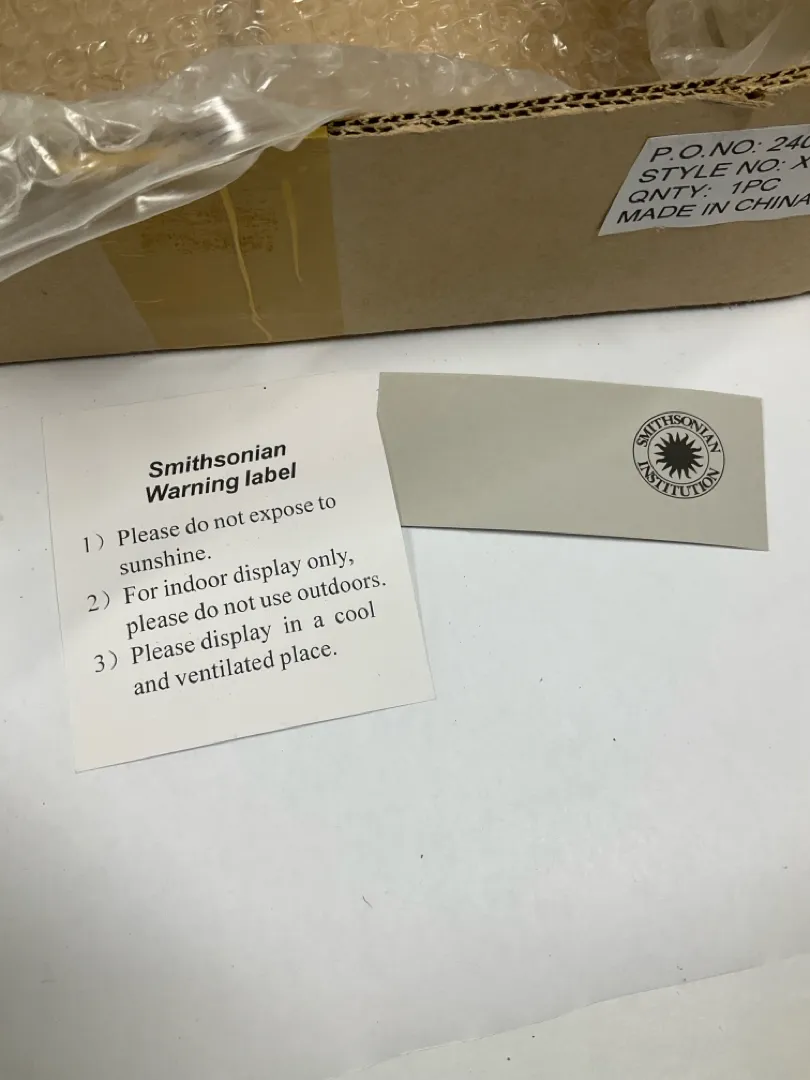 P.O.NO: 240
STYLE NO: X
QNTY: 1PC
MADE IN CHINA
SMITHSONIAN
INSTITUTION
Smithsonian
Warning label
1) Please do not expose to
sunshine.
2) For indoor display only,
please do not use outdoors.
3) Please display in a cool
and ventilated place.